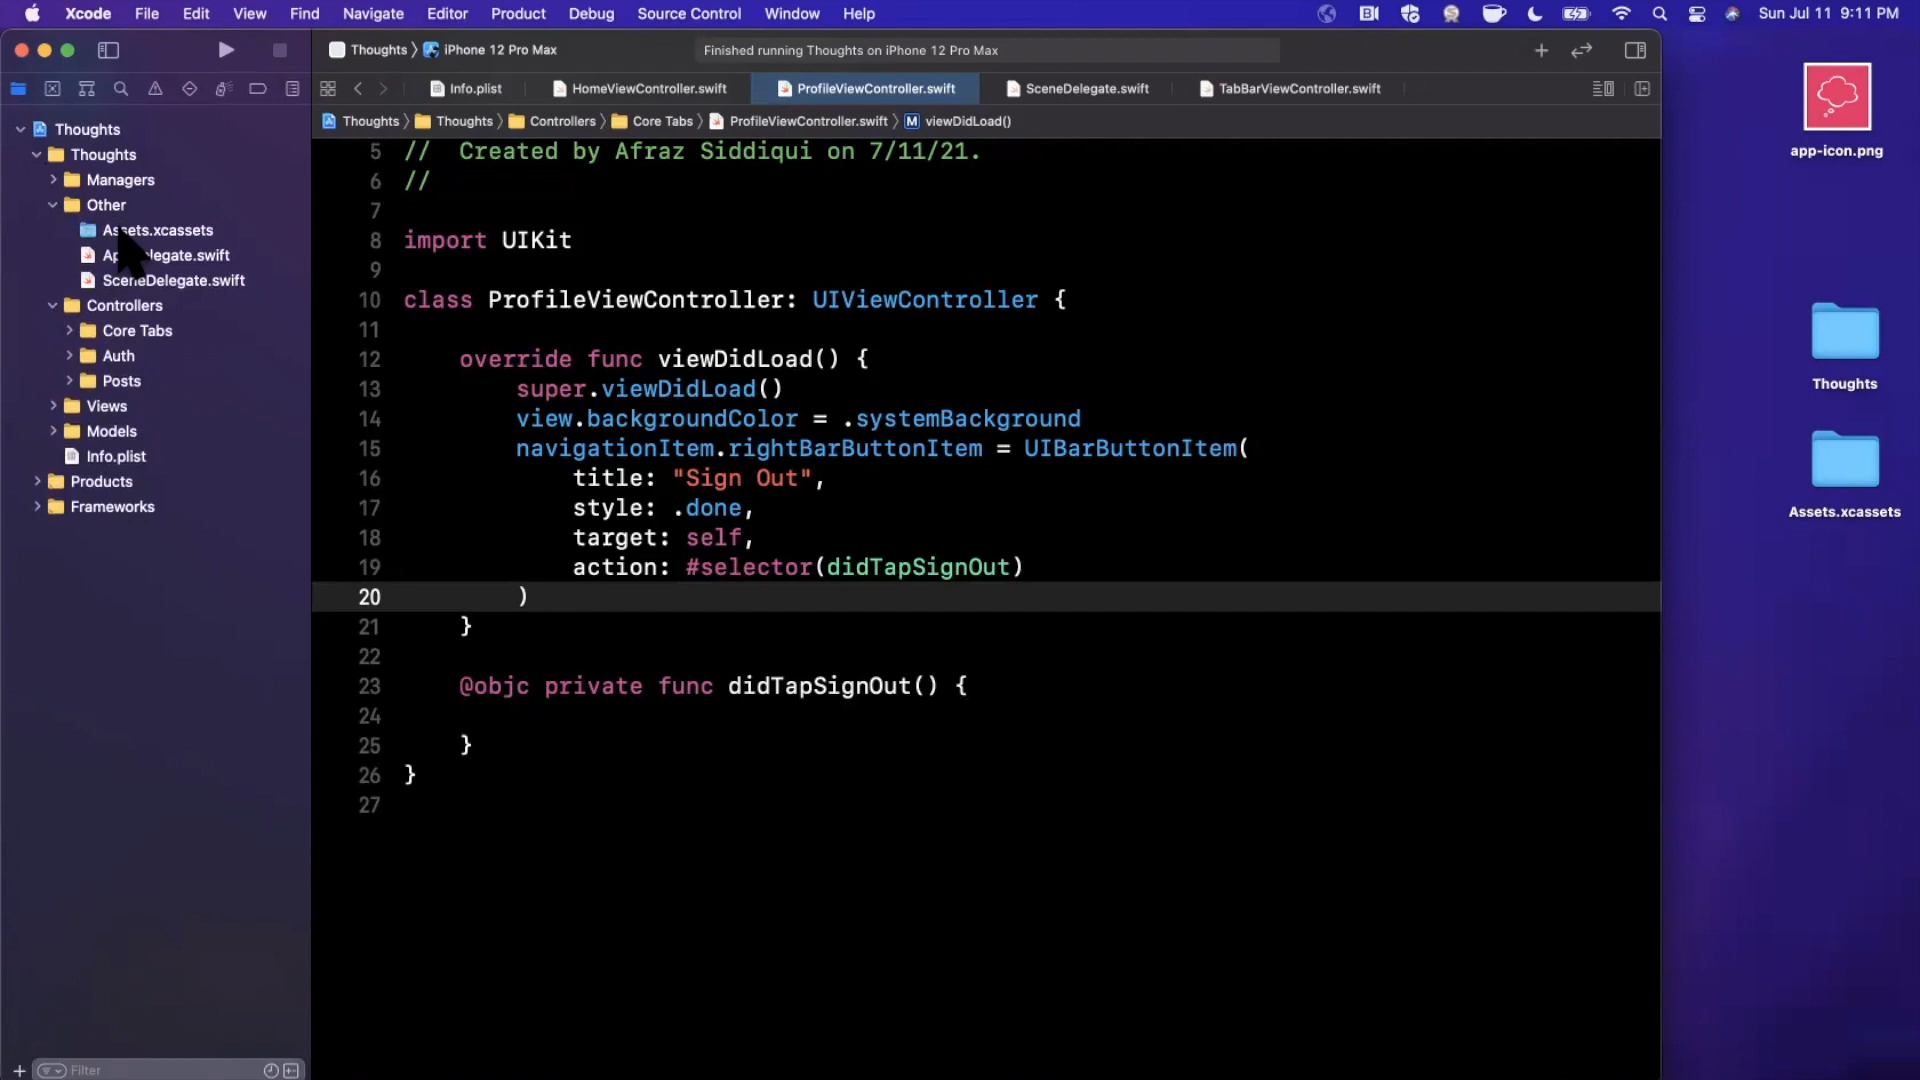 Xcode File Edit View Find Navigate Editor Product Debug Source Control Window Help Sun Jul 11 9:11 PM
Thoughts 〉 iPhone 12 Pro Max
Finished running Thoughts on iPhone 12 Pro Max
Info.plist HomeViewController.swift ProfileViewController.swift SceneDelegate.swift TabBarViewController.swift
Thoughts 〉 Thoughts 〉 Controllers 〉 Core Tabs 〉 ProfileViewController.swift 〉 M viewDidLoad()
Thoughts
Thoughts
Managers
Other
Assets.xcassets
SceneDelegate.swift
Controllers
Core Tabs
Auth
Posts
Views
Models
Info.plist
Products
Frameworks
Filter
5 //  Created by Afraz Siddiqui on 7/11/21.
6 //
7
8 import UIKit
9
10 class ProfileViewController: UIViewController {
11
12     override func viewDidLoad() {
13         super.viewDidLoad()
14         view.backgroundColor = .systemBackground
15         navigationItem.rightBarButtonItem = UIBarButtonItem(
16             title: "Sign Out",
17             style: .done,
18             target: self,
19             action: #selector(didTapSignOut)
20         )
21     }
22
23     @objc private func didTapSignOut() {
24
25     }
26 }
27
app-icon.png
Thoughts
Assets.xcassets